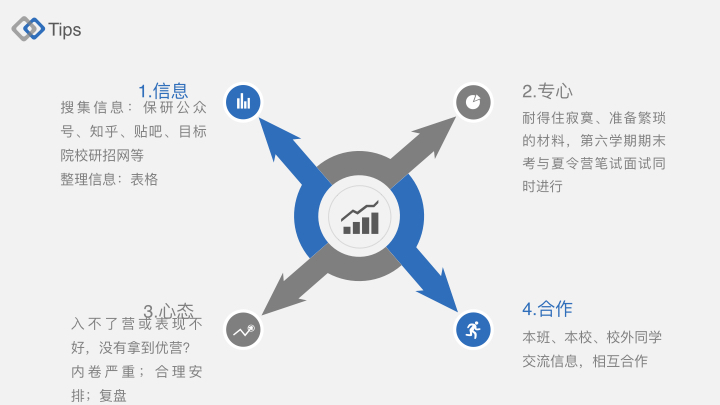 Tips
1.信息
搜集信息：保研公众
号、知乎、贴吧、目标
院校研招网等
整理信息：表格
2.专心
耐得住寂寞、准备繁琐
的材料，第六学期期末
考与夏令营笔试面试同
时进行
3.心态
入不了营或表现不
好，没有拿到优营?
内卷严重；合理安
排；复盘
4.合作
本班、本校、校外同学
交流信息，相互合作